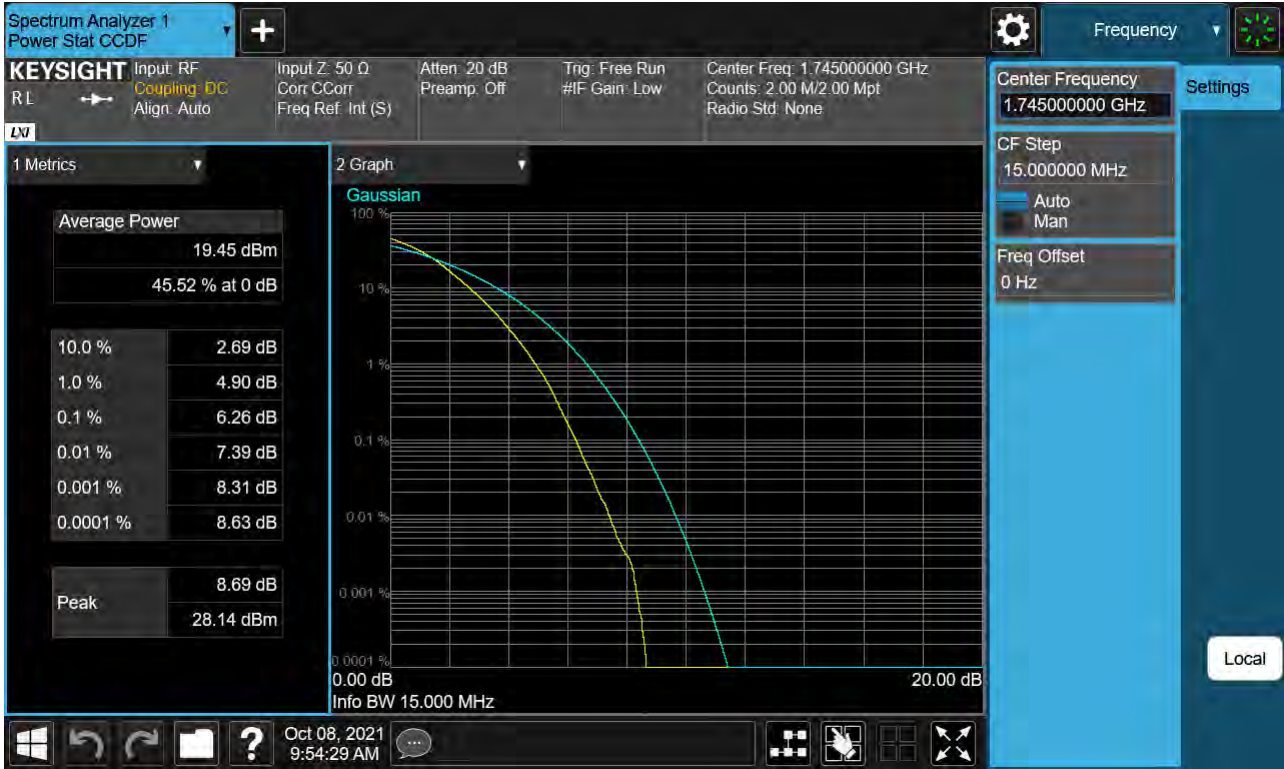 Spectrum Analyzer 1
Power Stat CCDF
Frequency
KEYSIGHT
R L
LXI
Input: RF
Coupling: DC
Align: Auto
Input Z: 50 Ω
Corr CCorr
Freq Ref: Int (S)
Atten: 20 dB
Preamp: Off
Trig: Free Run
#IF Gain: Low
Center Freq: 1.745000000 GHz
Counts: 2.00 M/2.00 Mpt
Radio Std: None
Center Frequency
1.745000000 GHz
Settings
CF Step
15.000000 MHz
Auto
Man
Freq Offset
0 Hz
Local
1 Metrics
Average Power
19.45 dBm
45.52 % at 0 dB
10.0 % 2.69 dB
1.0 % 4.90 dB
0.1 % 6.26 dB
0.01 % 7.39 dB
0.001 % 8.31 dB
0.0001 % 8.63 dB
Peak
8.69 dB
28.14 dBm
2 Graph
Gaussian
100 %
10 %
1 %
0.1 %
0.01 %
0.001 %
0.0001 %
0.00 dB 20.00 dB
Info BW 15.000 MHz
?
Oct 08, 2021
9:54:29 AM